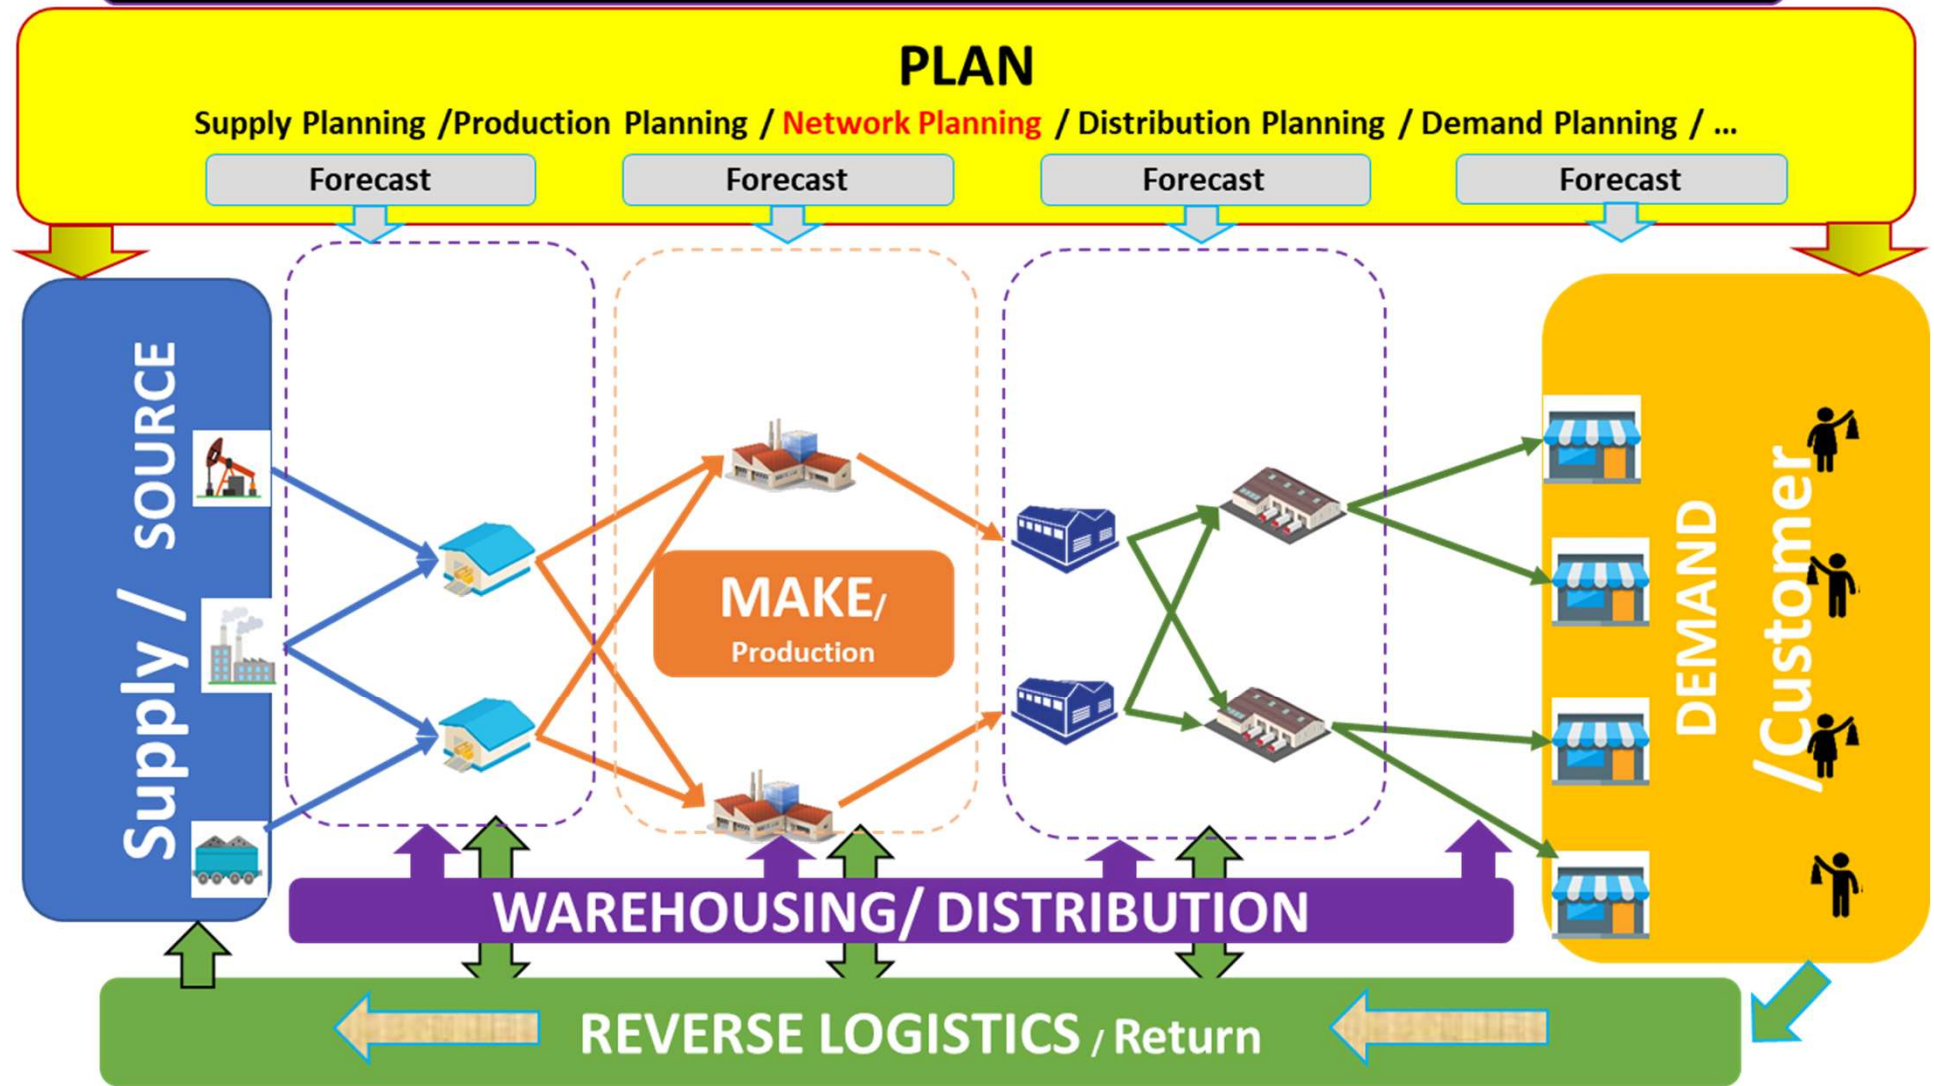 PLAN
Supply Planning /Production Planning / Network Planning / Distribution Planning / Demand Planning / ...
Forecast
Forecast
Forecast
Forecast
Supply / SOURCE
MAKE/
Production
DEMAND
/Customer
WAREHOUSING/ DISTRIBUTION
REVERSE LOGISTICS / Return